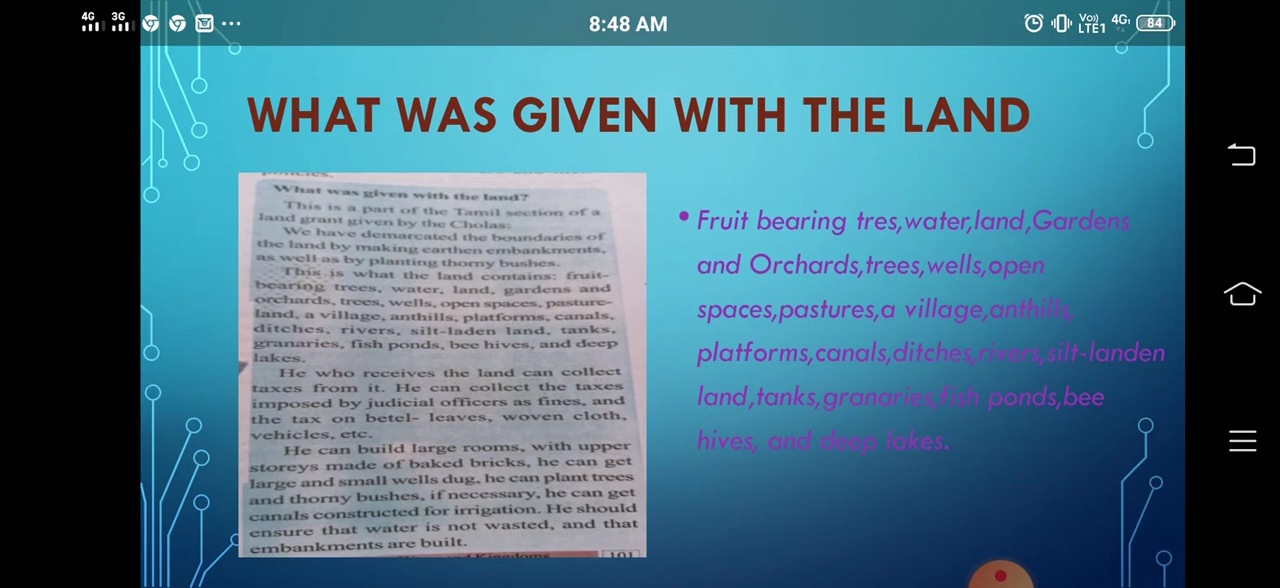 4G 3G ... 8:48 AM Vo)) LTE1 4G 84
WHAT WAS GIVEN WITH THE LAND
policies.
What was given with the land?
This is a part of the Tamil section of a
land grant given by the Cholas:
We have demarcated the boundaries of
the land by making earthen embankments,
as well as by planting thorny bushes.
This is what the land contains: fruit-
bearing trees, water, land, gardens and
orchards, trees, wells, open spaces, pasture-
land, a village, anthills, platforms, canals,
ditches, rivers, silt-laden land, tanks,
granaries, fish ponds, bee hives, and deep
lakes.
He who receives the land can collect
taxes from it. He can collect the taxes
imposed by judicial officers as fines, and
the tax on betel- leaves, woven cloth,
vehicles, etc.
He can build large rooms, with upper
storeys made of baked bricks, he can get
large and small wells dug, he can plant trees
and thorny bushes, if necessary, he can get
canals constructed for irrigation. He should
ensure that water is not wasted, and that
embankments are built.
and Kingdoms 101
• Fruit bearing tres,water,land,Gardens
and Orchards,trees,wells,open
spaces,pastures,a village,anthills,
platforms,canals,ditches,rivers,silt-landen
land,tanks,granaries,fish ponds,bee
hives, and deep lakes.